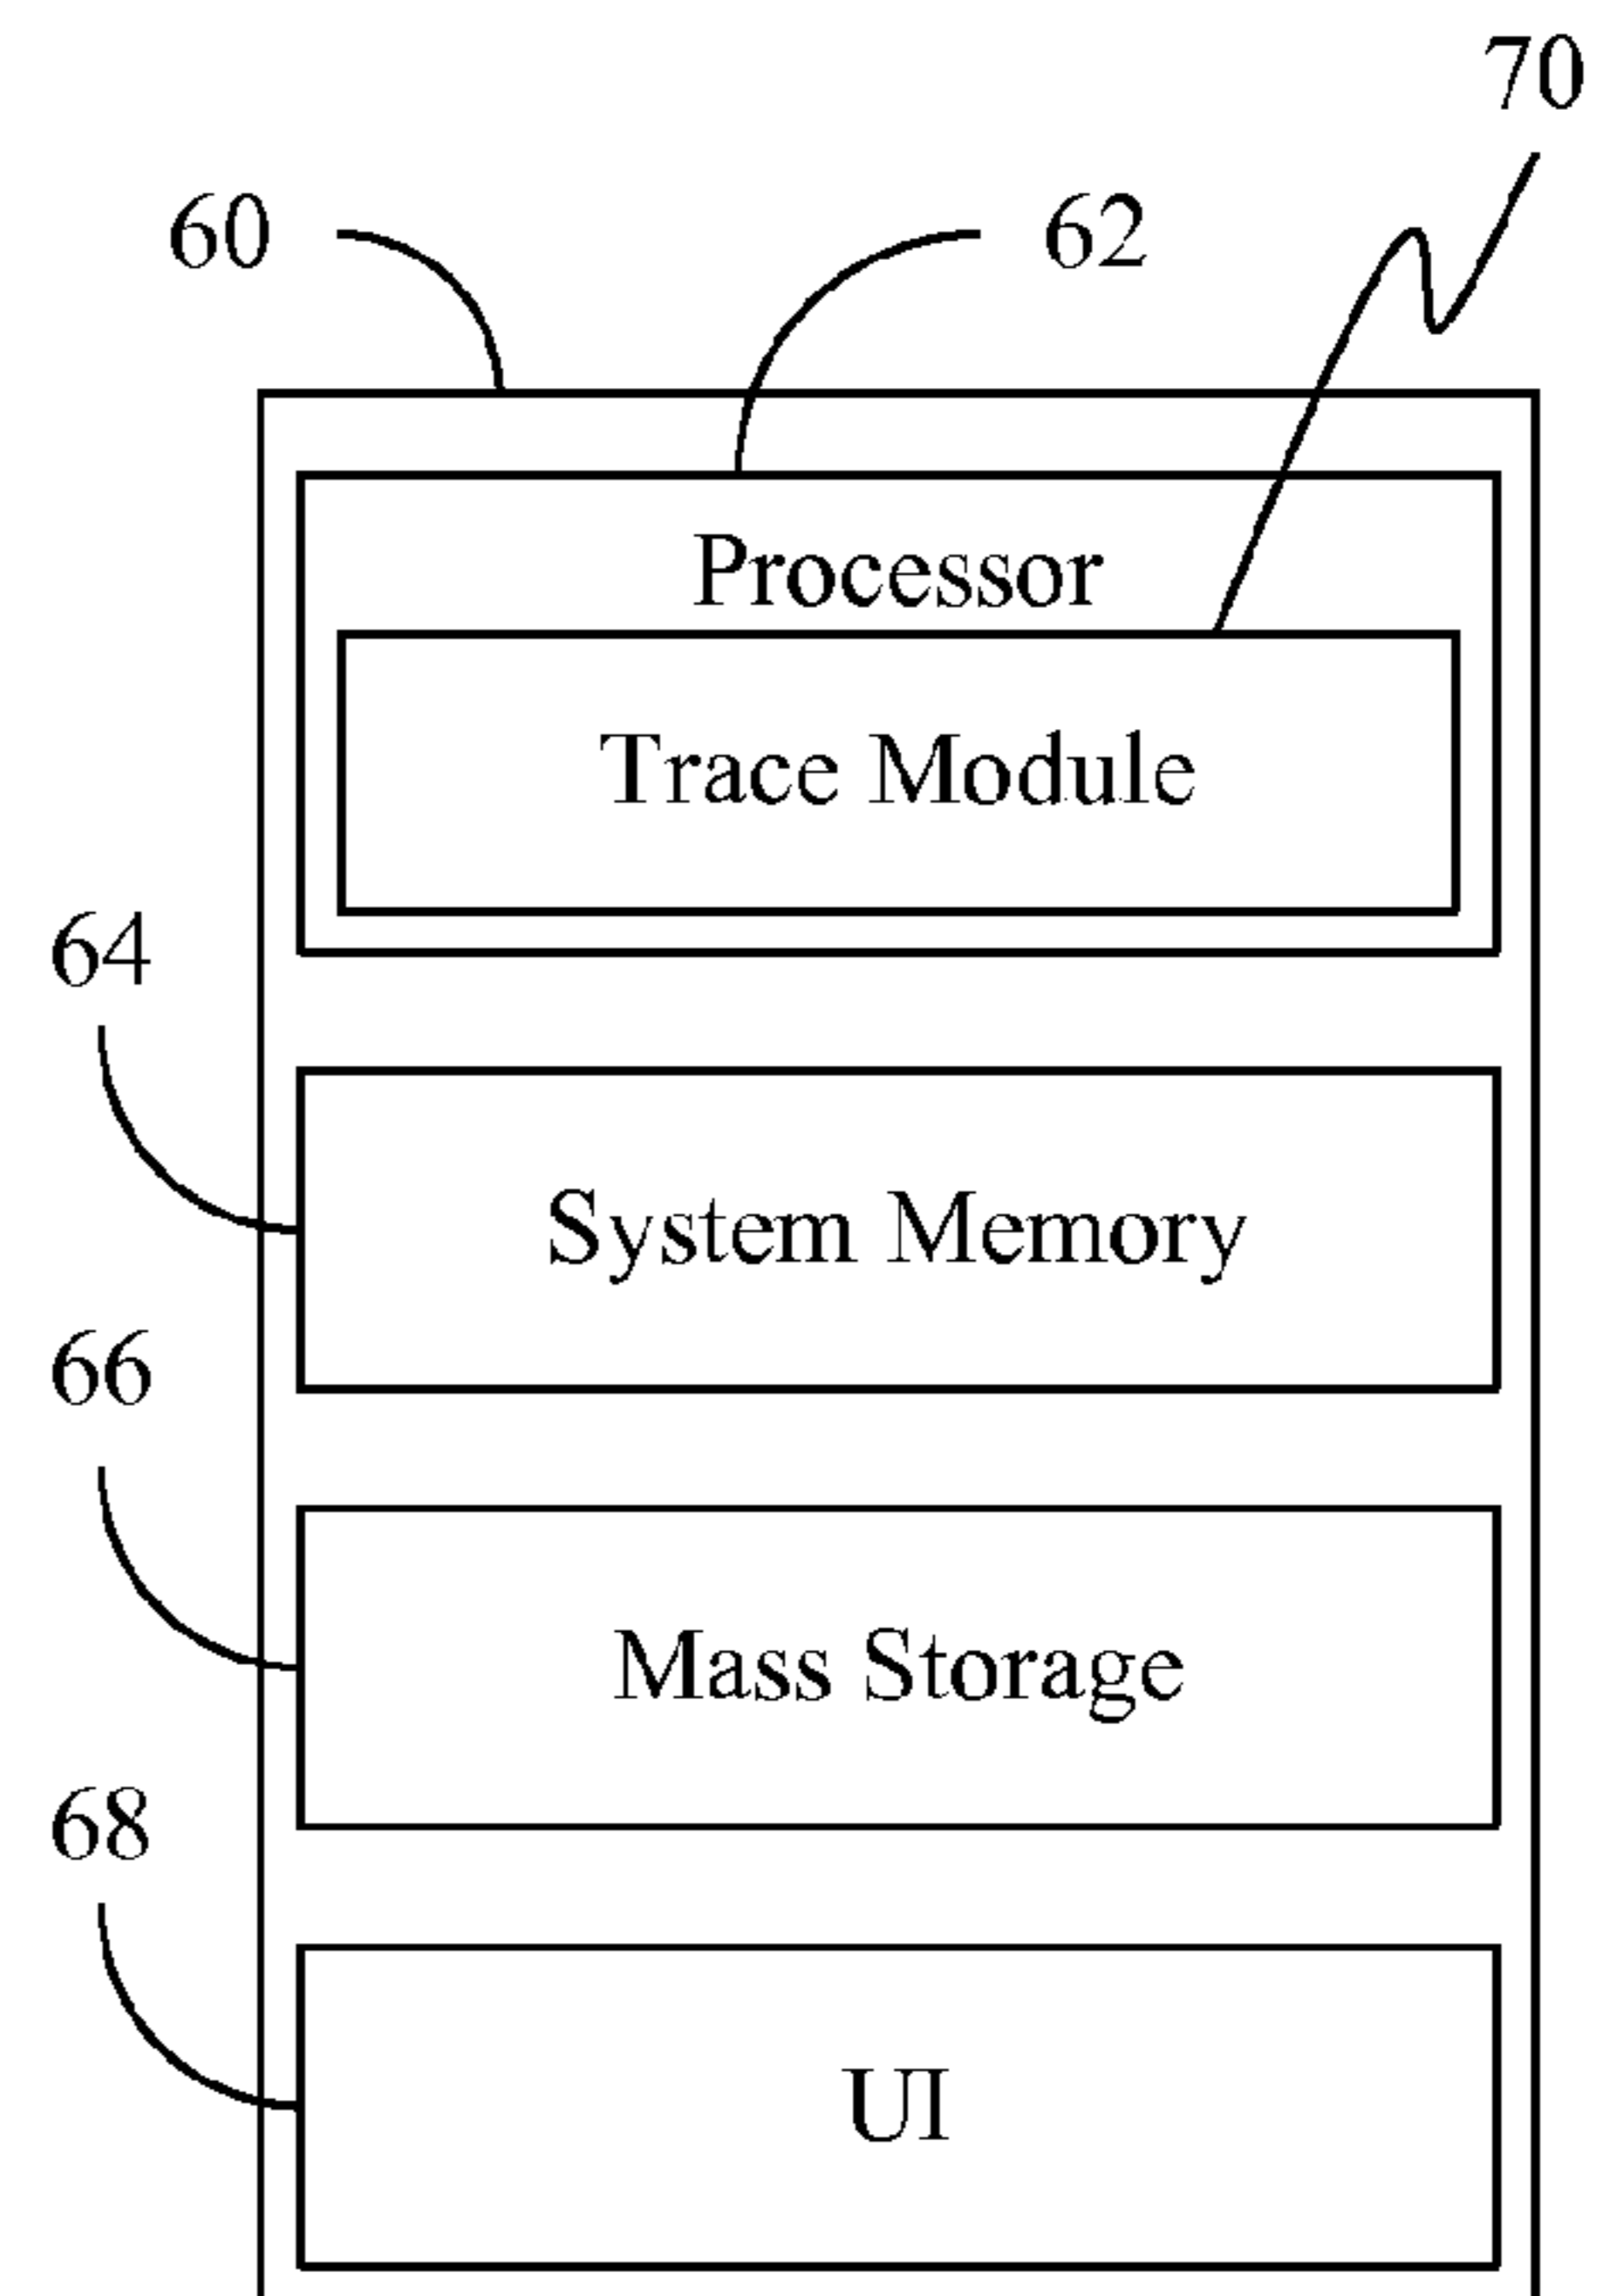 70
60
62
Processor
Trace Module
64
System Memory
66
Mass Storage
68
UI